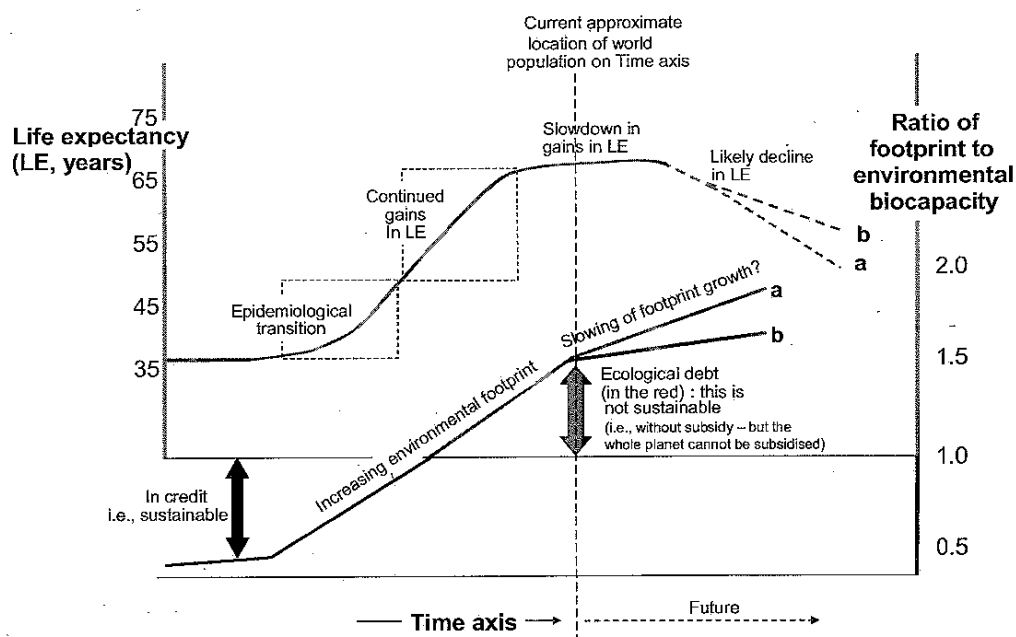 Current approximate
location of world
population on Time axis
75
Life expectancy
(LE, years)
65
55
45
35
Slowdown in
gains in LE
Likely decline
in LE
Continued
gains
In LE
Epidemiological
transition
b
a
Ratio of
footprint to
environmental
biocapacity
2.0
1.5
1.0
0.5
Slowing of footprint growth?
a
b
Increasing environmental footprint
Ecological debt
(in the red) : this is
not sustainable
(i.e., without subsidy – but the
whole planet cannot be subsidised)
In credit
i.e., sustainable
Time axis
Future